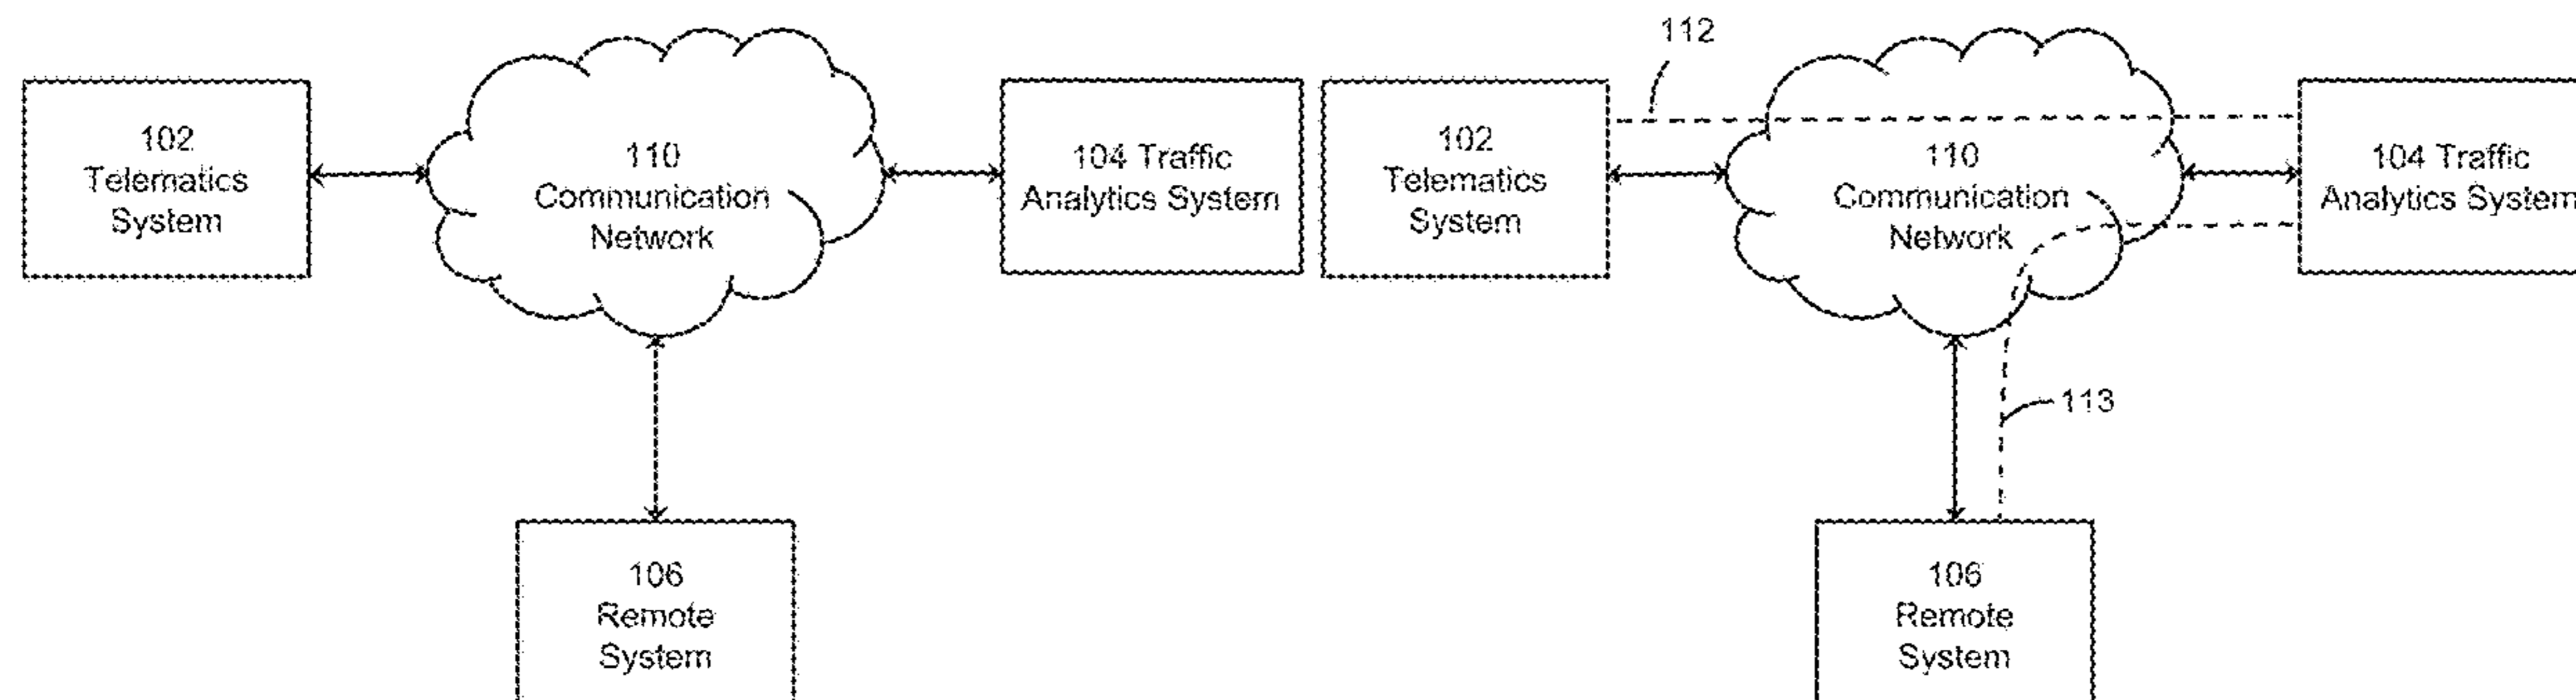 102
Telematics
System
110
Communication
Network
104 Traffic
Analytics System
106
Remote
System
112
102
Telematics
System
110
Communication
Network
104 Traffic
Analytics System
113
106
Remote
System